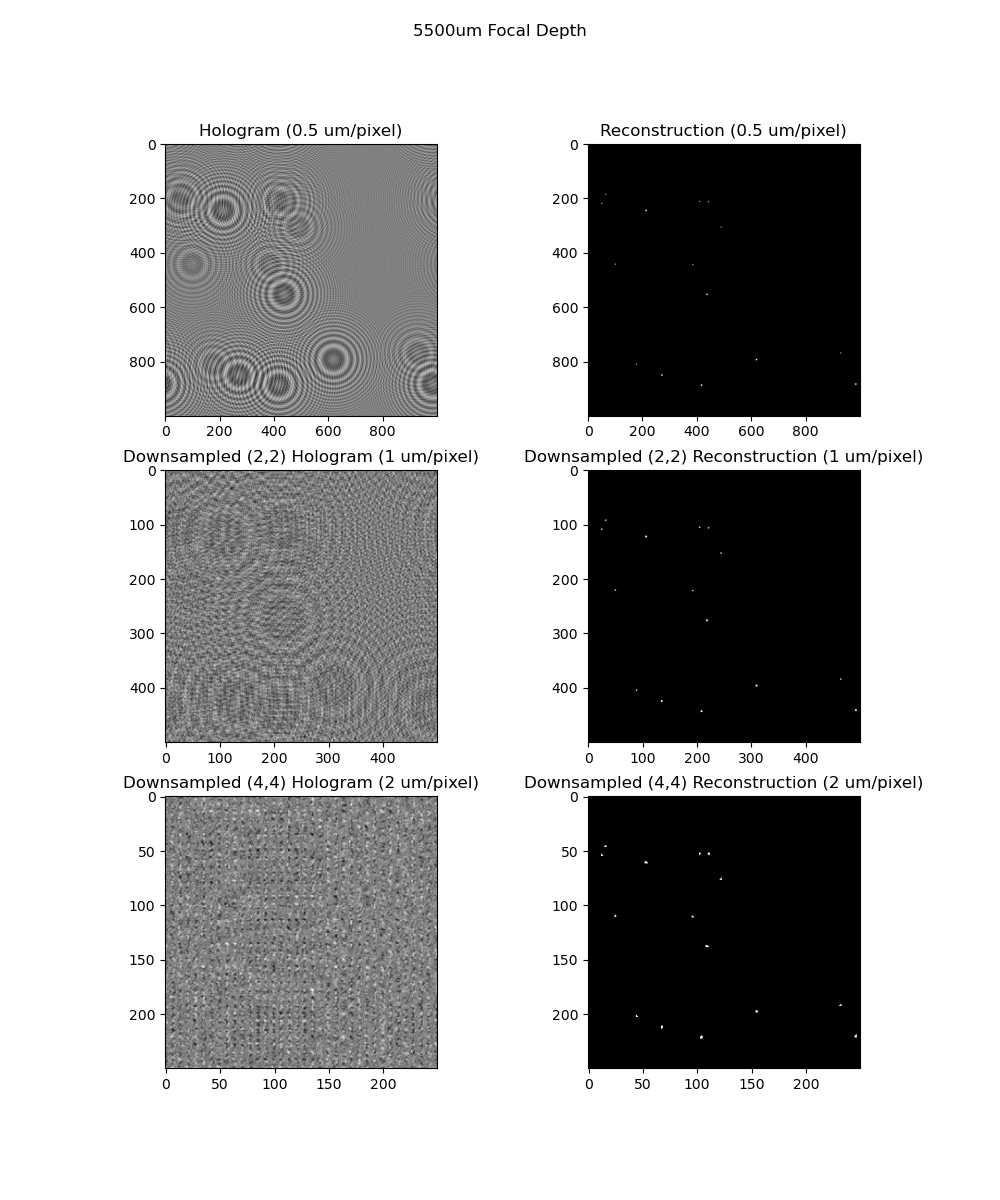 5500um Focal Depth
Hologram (0.5 um/pixel)
0
200
400
600
800
0 200 400 600 800
Reconstruction (0.5 um/pixel)
0
200
400
600
800
0 200 400 600 800
Downsampled (2,2) Hologram (1 um/pixel)
0
100
200
300
400
0 100 200 300 400
Downsampled (2,2) Reconstruction (1 um/pixel)
0
100
200
300
400
0 100 200 300 400
Downsampled (4,4) Hologram (2 um/pixel)
0
50
100
150
200
0 50 100 150 200
Downsampled (4,4) Reconstruction (2 um/pixel)
0
50
100
150
200
0 50 100 150 200